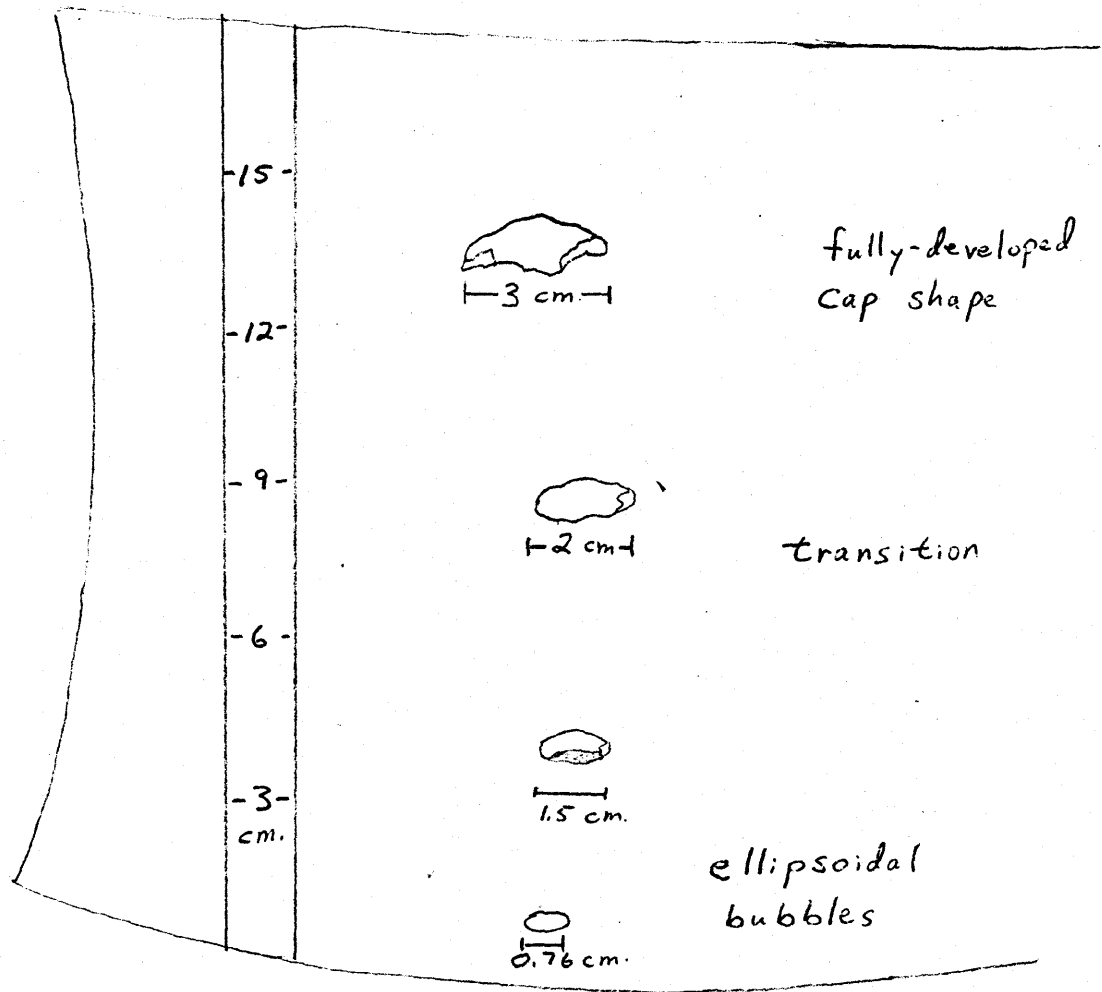 -15-
fully-developed
cap shape
3 cm.
-12-
-9-
2 cm
transition
-6-
-3-
cm.
1.5 cm.
ellipsoidal
bubbles
0.76 cm.